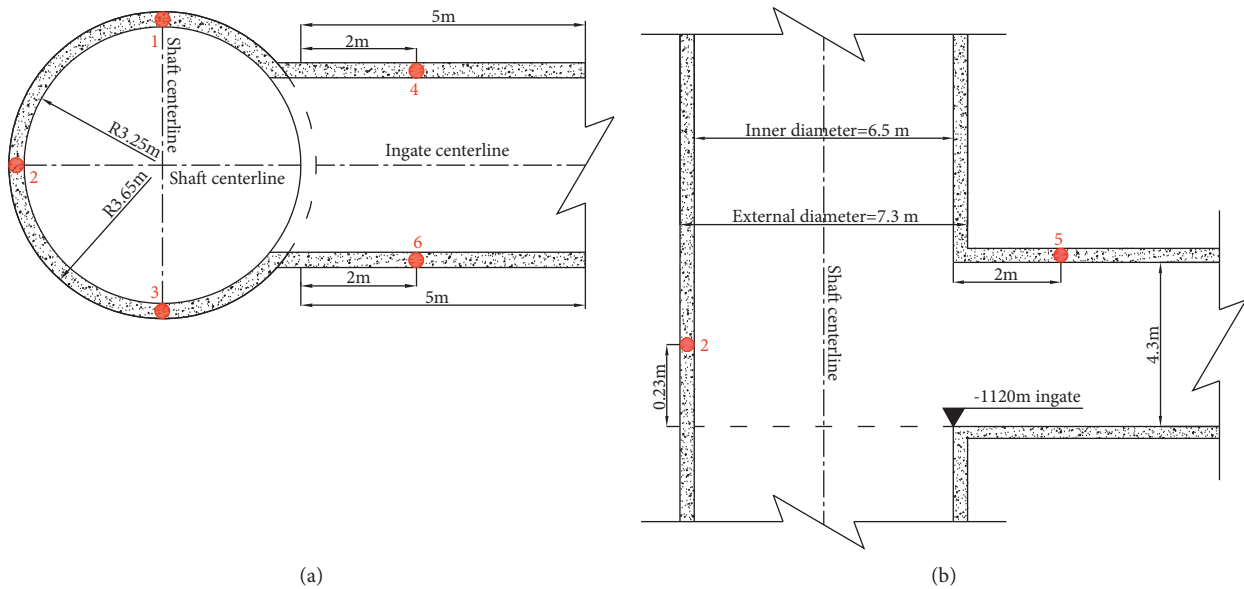 5m
2m
1
Shaft centerline
4
R3.25m
Ingate centerline
2
Shaft centerline
R3.65m
6
3
2m
5m
(a)
Inner diameter=6.5 m
External diameter=7.3 m
5
2m
Shaft centerline
4.3m
2
0.23m
-1120m ingate
(b)